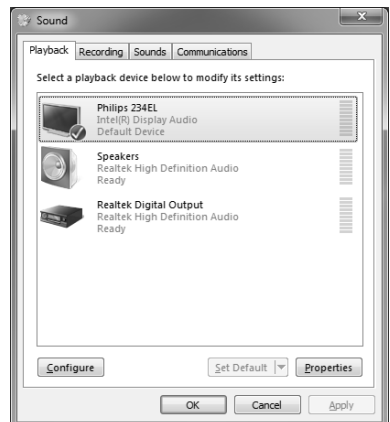 Sound
Playback Recording Sounds Communications
Select a playback device below to modify its settings:
Philips 234EL
Intel(R) Display Audio
Default Device
Speakers
Realtek High Definition Audio
Ready
Realtek Digital Output
Realtek High Definition Audio
Ready
Configure Set Default Properties
OK Cancel Apply